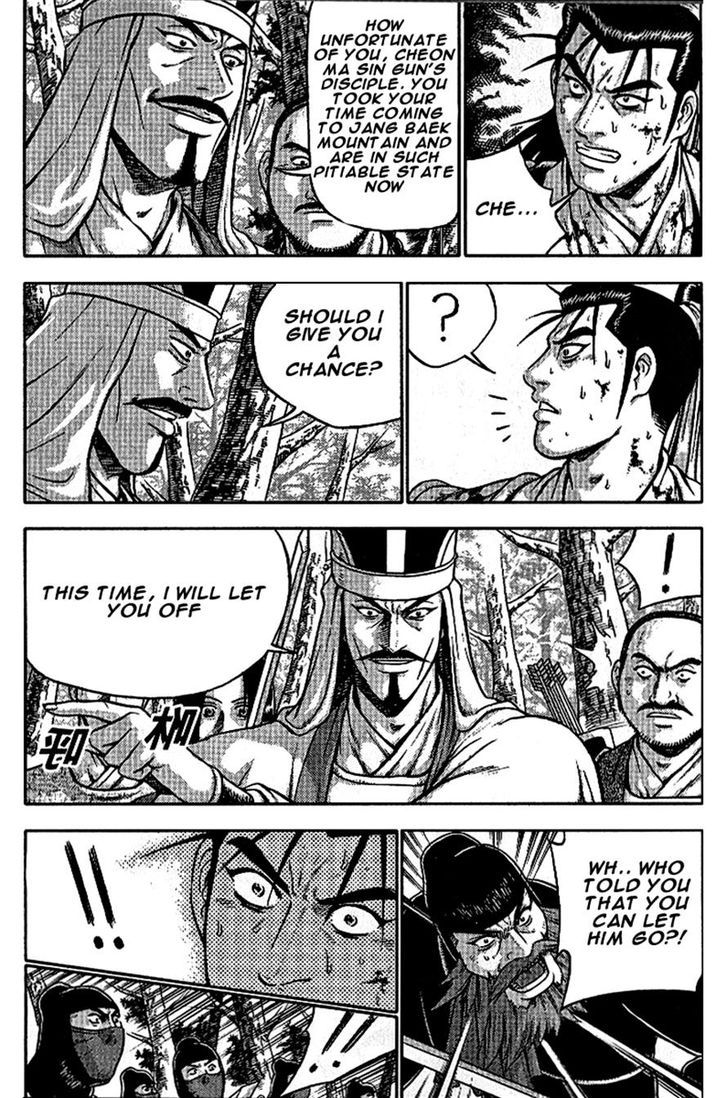 HOW
UNFORTUNATE
OF YOU, CHEON
MA SIN GUN'S
DISCIPLE. YOU
TOOK YOUR
TIME COMING
TO JANG BAEK
MOUNTAIN AND
ARE IN SUCH
PITIABLE STATE
NOW
CHE...
SHOULD I
GIVE YOU
A
CHANCE?
?
THIS TIME, I WILL LET
YOU OFF
!
!!
WH.. WHO
TOLD YOU
THAT YOU
CAN LET
HIM GO?!
!!